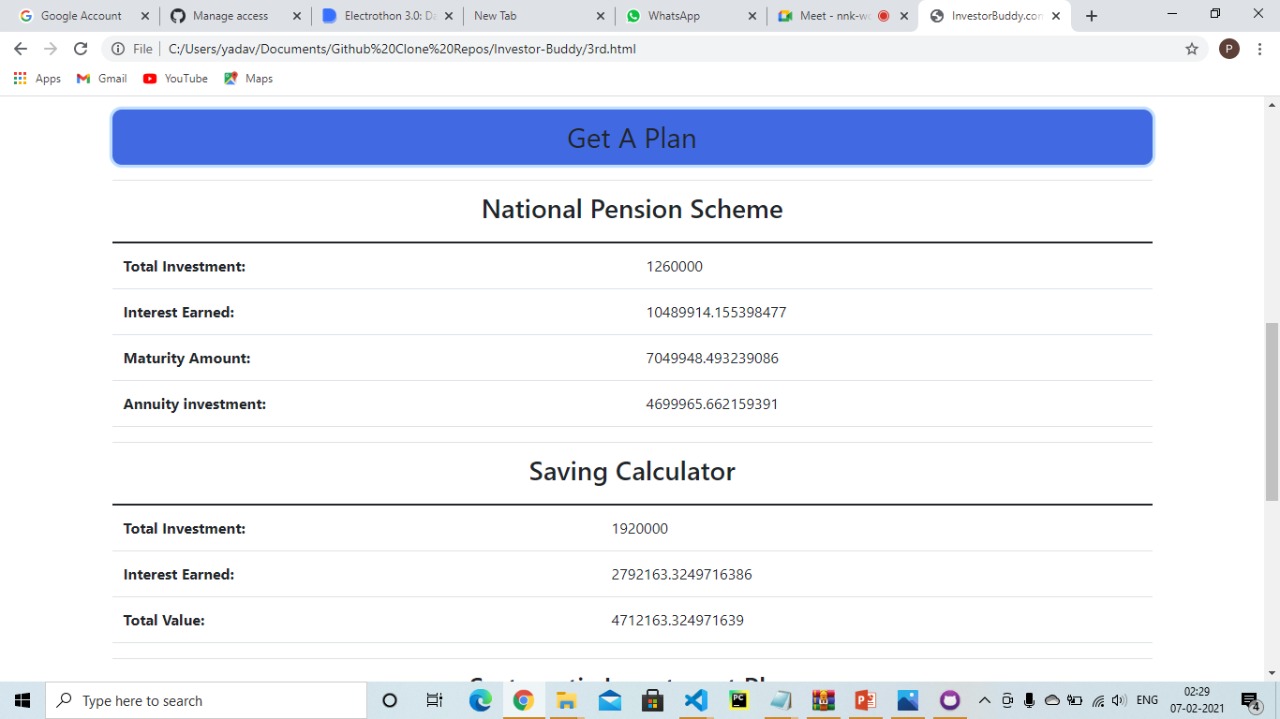 Google Account
Manage access
Electrothon 3.0: D
New Tab
WhatsApp
Meet - nnk-w
InvestorBuddy.co
File
C:/Users/yadav/Documents/Github%20Clone%20Repos/Investor-Buddy/3rd.html
P
Apps
Gmail
YouTube
Maps
Get A Plan
National Pension Scheme
Total Investment: 1260000
Interest Earned: 10489914.155398477
Maturity Amount: 7049948.493239086
Annuity investment: 4699965.662159391
Saving Calculator
Total Investment: 1920000
Interest Earned: 2792163.3249716386
Total Value: 4712163.324971639
Type here to search
PC
ENG
02:29
07-02-2021
4